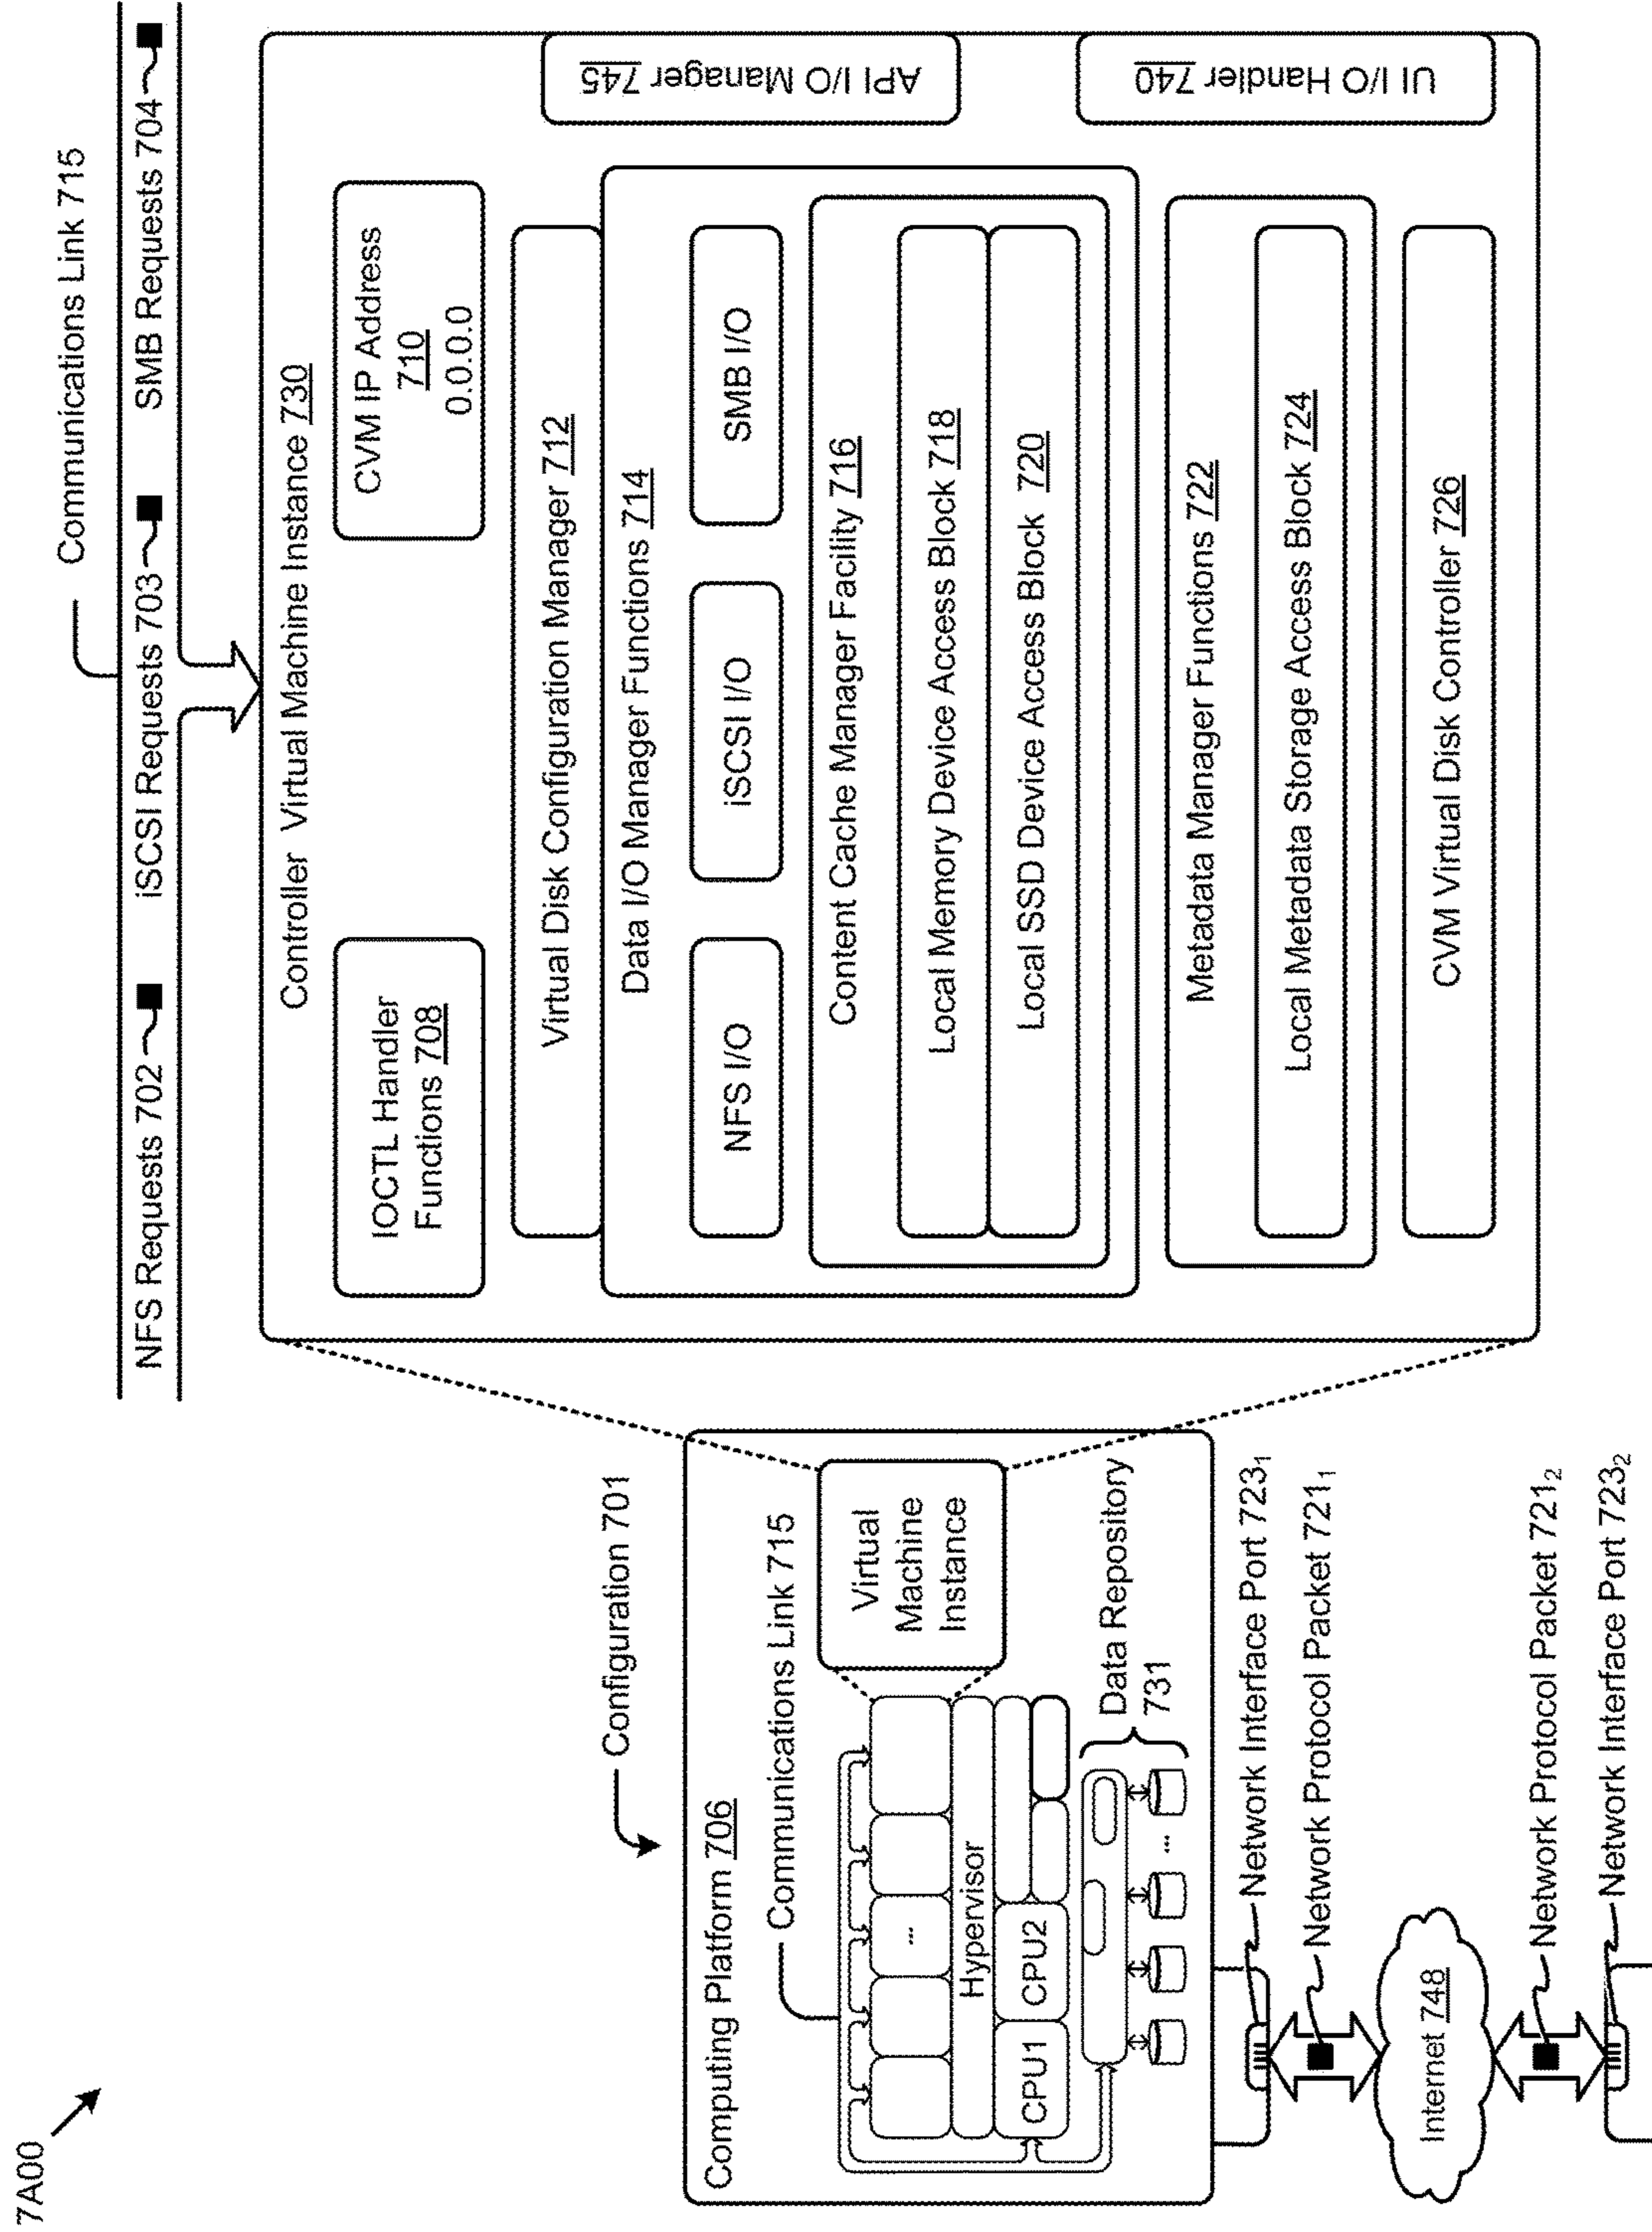 7A00
Communications Link 715
NFS Requests 702
iSCSI Requests 703
SMB Requests 704
Configuration 701
Computing Platform 706
Communications Link 715
...
Hypervisor
CPU1
CPU2
Virtual
Machine
Instance
...
Data Repository
731
Network Interface Port 723₁
Network Protocol Packet 721₁
Internet 748
Network Protocol Packet 721₂
Network Interface Port 723₂
Controller Virtual Machine Instance 730
IOCTL Handler
Functions 708
CVM IP Address
710
0.0.0.0
Virtual Disk Configuration Manager 712
Data I/O Manager Functions 714
NFS I/O
iSCSI I/O
SMB I/O
Content Cache Manager Facility 716
Local Memory Device Access Block 718
Local SSD Device Access Block 720
Metadata Manager Functions 722
Local Metadata Storage Access Block 724
CVM Virtual Disk Controller 726
API I/O Manager 745
UI I/O Handler 740